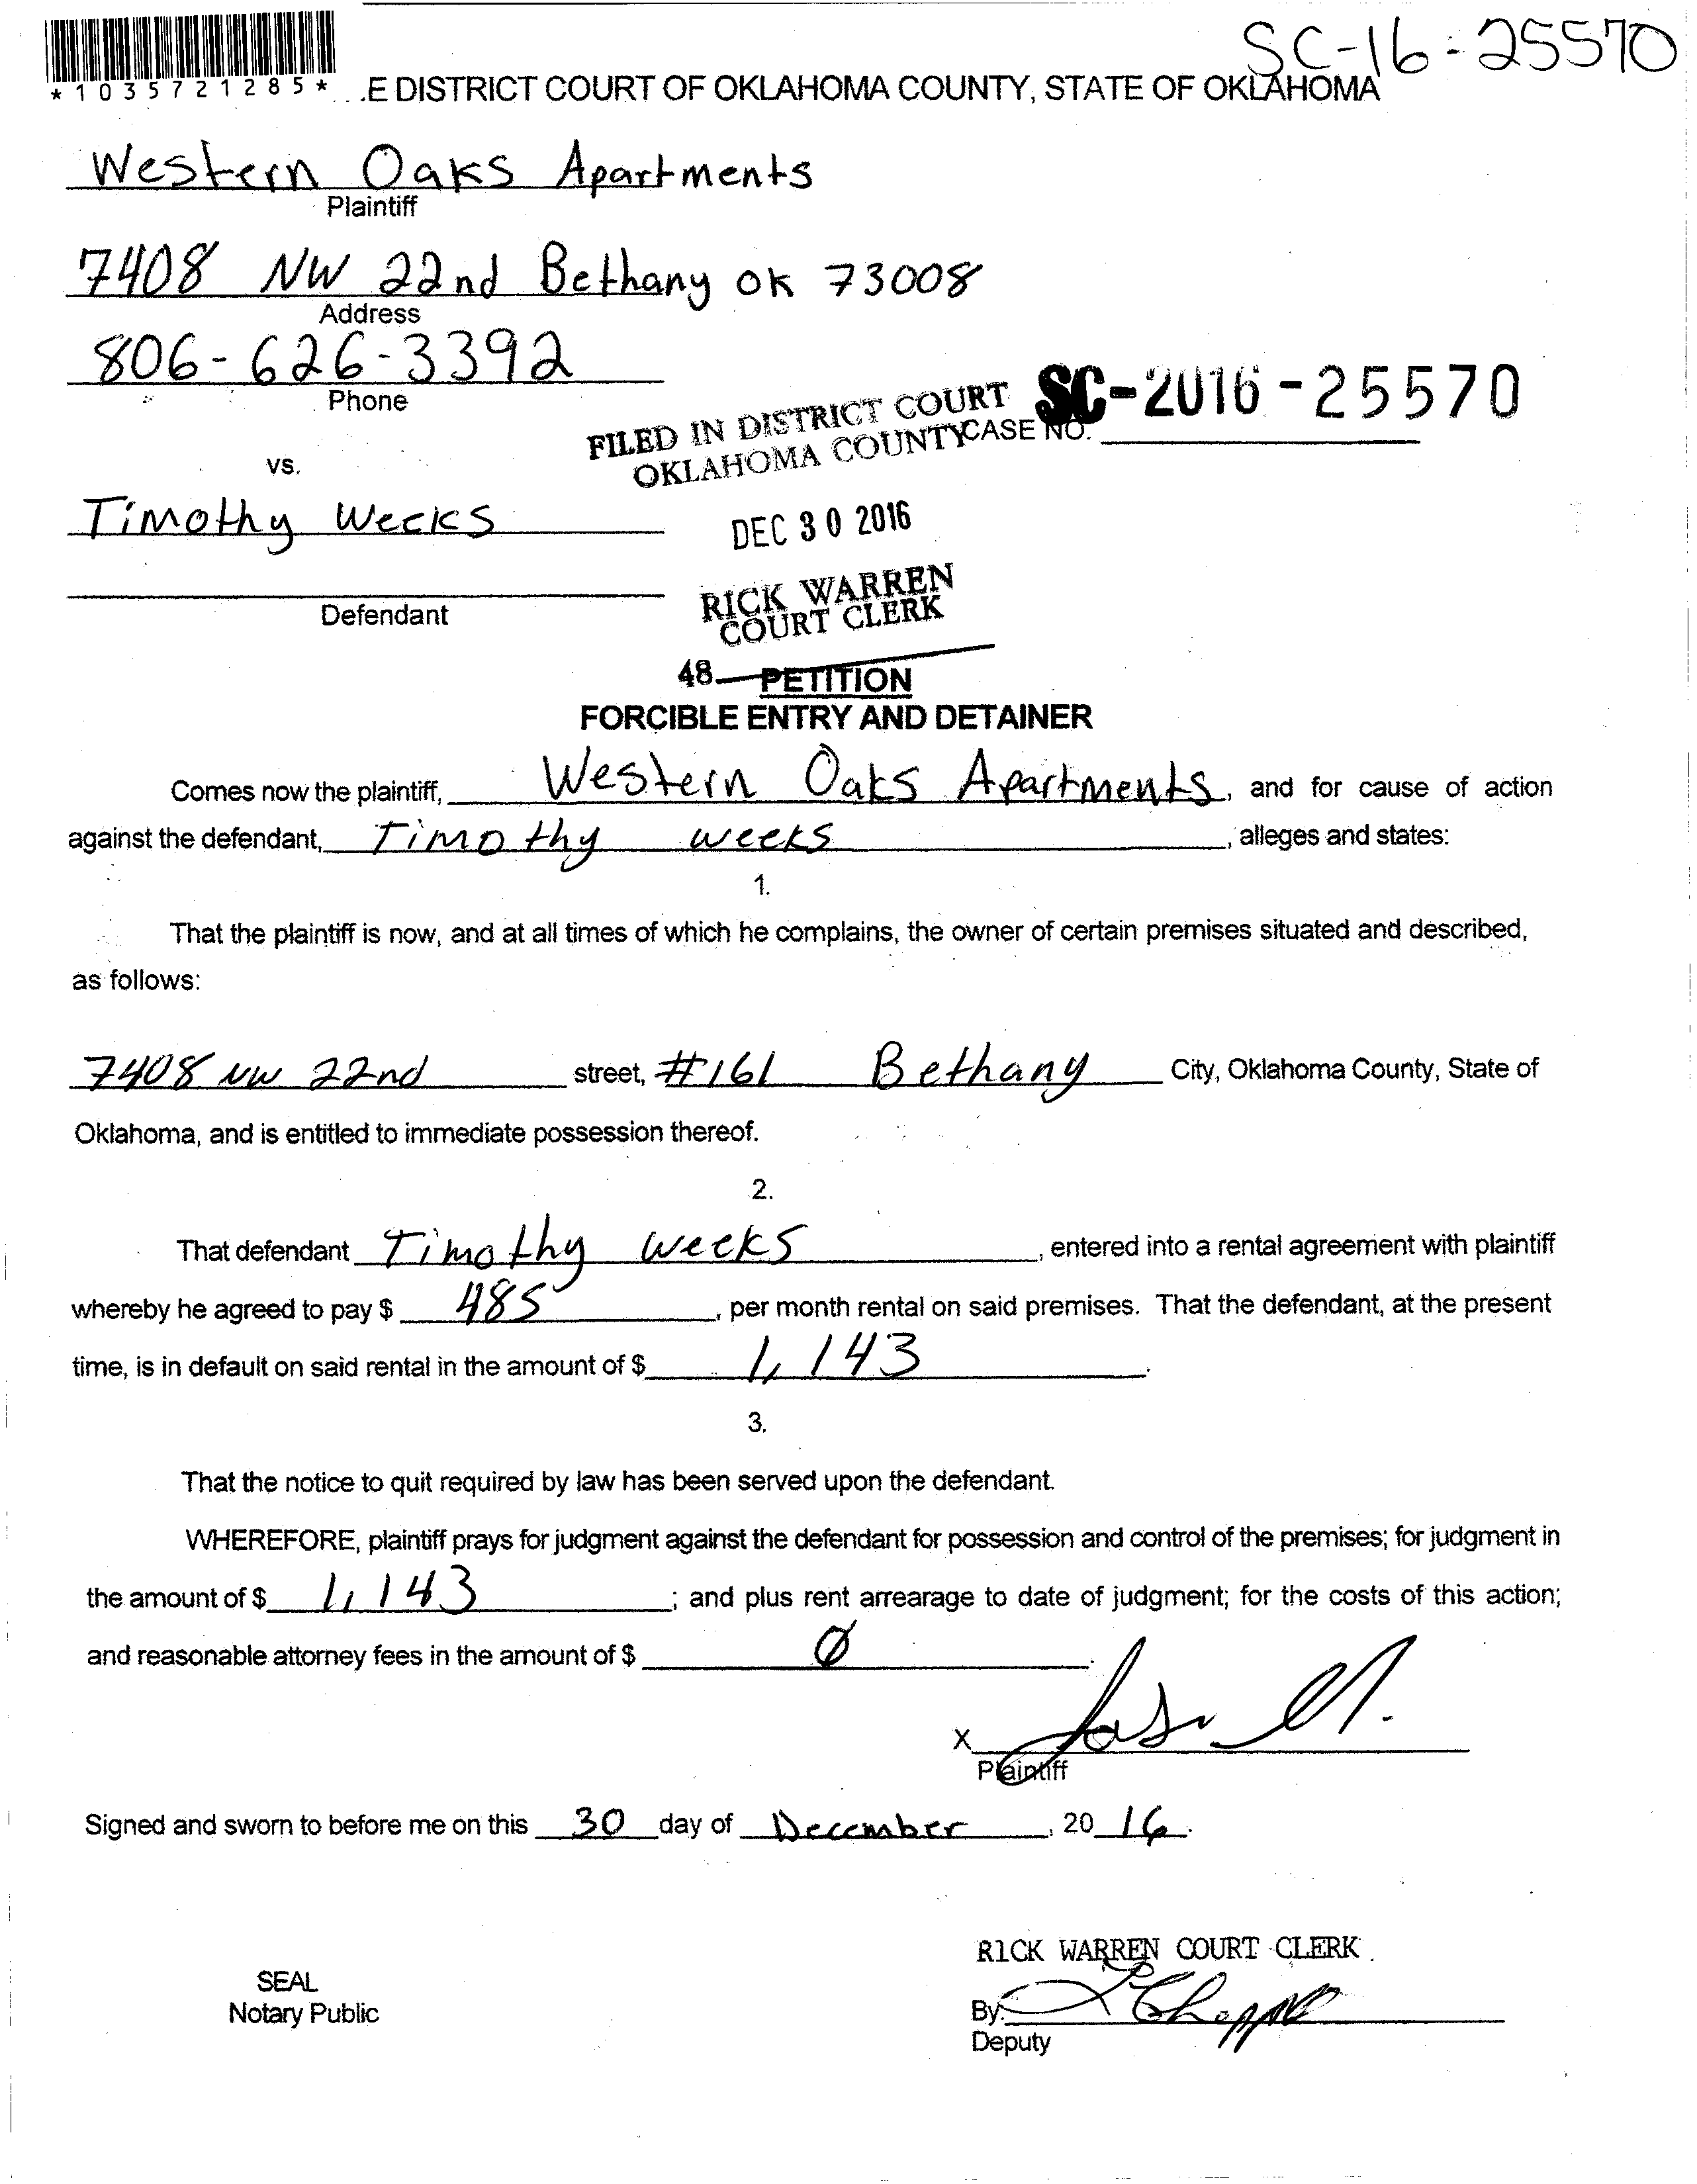 SC-16-25570
*1035721285*
.E DISTRICT COURT OF OKLAHOMA COUNTY, STATE OF OKLAHOMA
Western Oaks Apartments
Plaintiff
7408 NW 22nd Bethany OK 73008
Address
806-626-3392
Phone
FILED IN DISTRICT COURT
OKLAHOMA COUNTY
CASE NO. SC-2016-25570
vs.
Timothy Weeks
DEC 30 2016
Defendant
RICK WARREN
COURT CLERK
48
PETITION
FORCIBLE ENTRY AND DETAINER
Comes now the plaintiff, Western Oaks Apartments, and for cause of action
against the defendant, Timothy Weeks, alleges and states:
1.
That the plaintiff is now, and at all times of which he complains, the owner of certain premises situated and described,
as follows:
7408 NW 22nd street, #161 Bethany City, Oklahoma County, State of
Oklahoma, and is entitled to immediate possession thereof.
2.
That defendant Timothy Weeks, entered into a rental agreement with plaintiff
whereby he agreed to pay $ 485, per month rental on said premises. That the defendant, at the present
time, is in default on said rental in the amount of $ 1,143.
3.
That the notice to quit required by law has been served upon the defendant.
WHEREFORE, plaintiff prays for judgment against the defendant for possession and control of the premises; for judgment in
the amount of $ 1,143; and plus rent arrearage to date of judgment; for the costs of this action;
and reasonable attorney fees in the amount of $ Ø.
X
Plaintiff
Signed and sworn to before me on this 30 day of December, 2016.
RICK WARREN COURT CLERK
SEAL
Notary Public
By:
Deputy